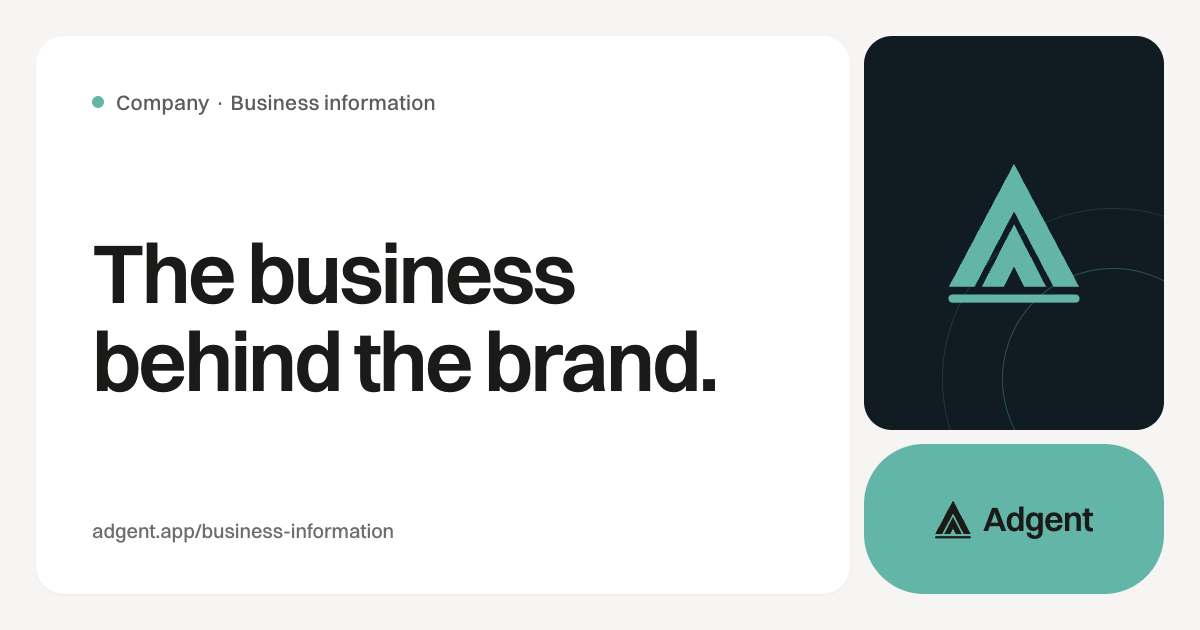 Company · Business information
The business
behind the brand.
adgent.app/business-information
Adgent